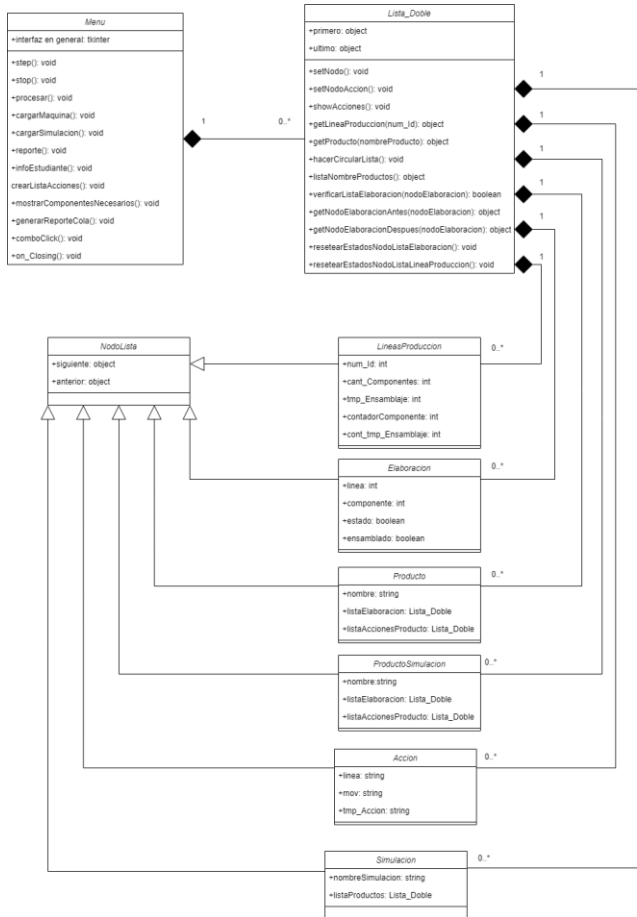 Menu
+interfaz en general: tkinter
+step(): void
+stop(): void
+procesar(): void
+cargarMaquina(): void
+cargarSimulacion(): void
+reporte(): void
+infoEstudiante(): void
crearListaAcciones(): void
+mostrarComponentesNecesarios(): void
+generarReporteCola(): void
+comboClick(): void
+on_Closing(): void
1
0..*
Lista_Doble
+primero: object
+ultimo: object
+setNodo(): void
+setNodoAccion(): void
+showAcciones(): void
+getLineaProduccion(num_Id): object
+getProducto(nombreProducto): object
+hacerCircularLista(): void
+listaNombreProductos(): object
+verificarListaElaboracion(nodoElaboracion): boolean
+getNodoElaboracionAntes(nodoElaboracion): object
+getNodoElaboracionDespues(nodoElaboracion): object
+resetearEstadosNodoListaElaboracion(): void
+resetearEstadosNodoListaLineaProduccion(): void
1
1
1
1
1
1
NodoLista
+siguiente: object
+anterior: object
LineasProduccion
+num_Id: int
+cant_Componentes: int
+tmp_Ensamblaje: int
+contadorComponente: int
+cont_tmp_Ensamblaje: int
0..*
Elaboracion
+linea: int
+componente: int
+estado: boolean
+ensamblado: boolean
0..*
Producto
+nombre: string
+listaElaboracion: Lista_Doble
+listaAccionesProducto: Lista_Doble
0..*
ProductoSimulacion
+nombre:string
+listaElaboracion: Lista_Doble
+listaAccionesProducto: Lista_Doble
0..*
Accion
+linea: string
+mov: string
+tmp_Accion: string
0..*
Simulacion
+nombreSimulacion: string
+listaProductos: Lista_Doble
0..*